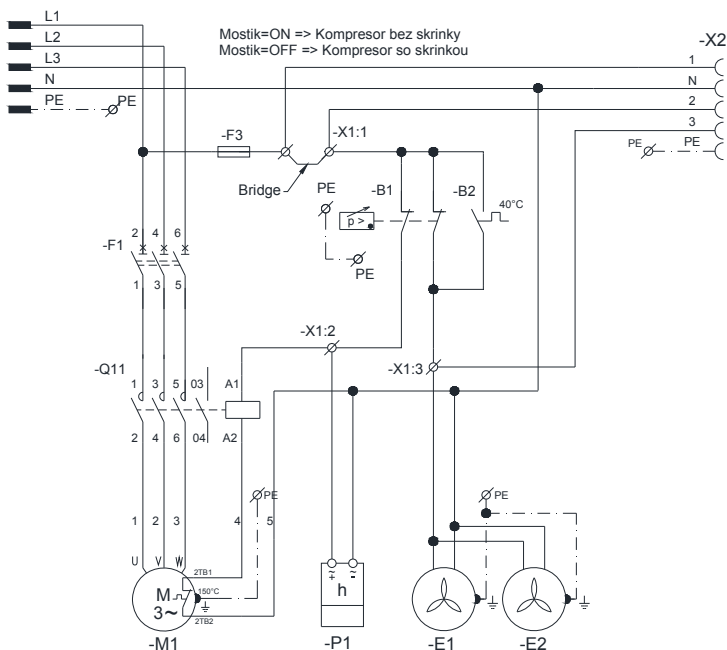 L1
L2
L3
N
PE
PE
Mostik=ON => Kompresor bez skrinky
Mostik=OFF => Kompresor so skrinkou
-X2
1
N
2
3
PE
PE
-F3
-X1:1
Bridge
PE
-B1
-B2
40°C
p >
PE
2 4 6
-F1
1 3 5
-X1:2
-X1:3
-Q11
1 3 5 03
A1
2 4 6 04
A2
PE
PE
1 2 3
4 5
U V W
2TB1
M
3~
150°C
2TB2
~ ~
+ -
h
-M1
-P1
-E1
-E2